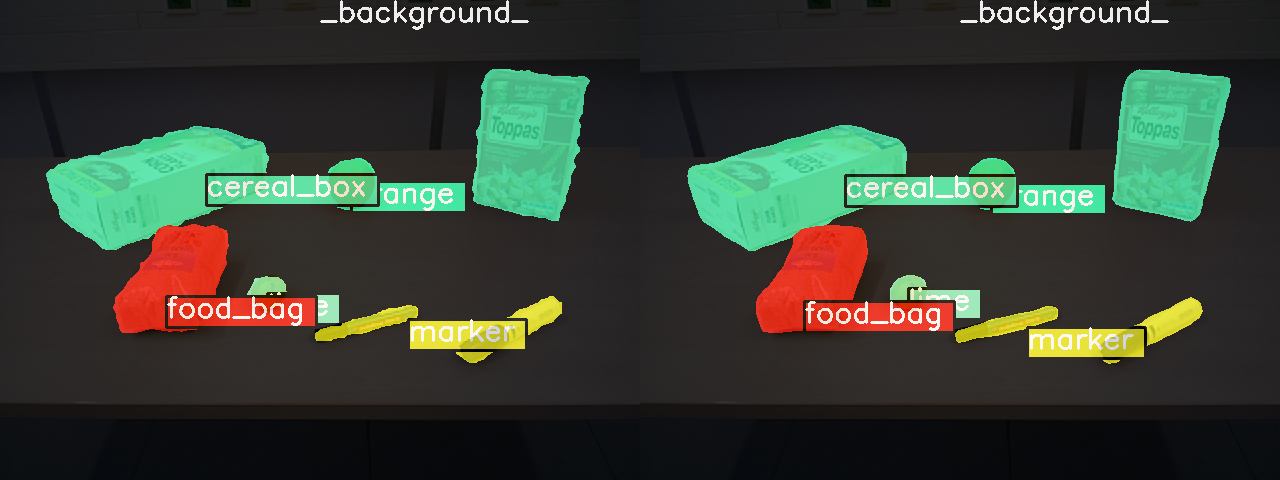 _background_
_background_
Toppas
Toppas
cereal_box
range
cereal_box
range
food_bag
e
lime
food_bag
marker
marker